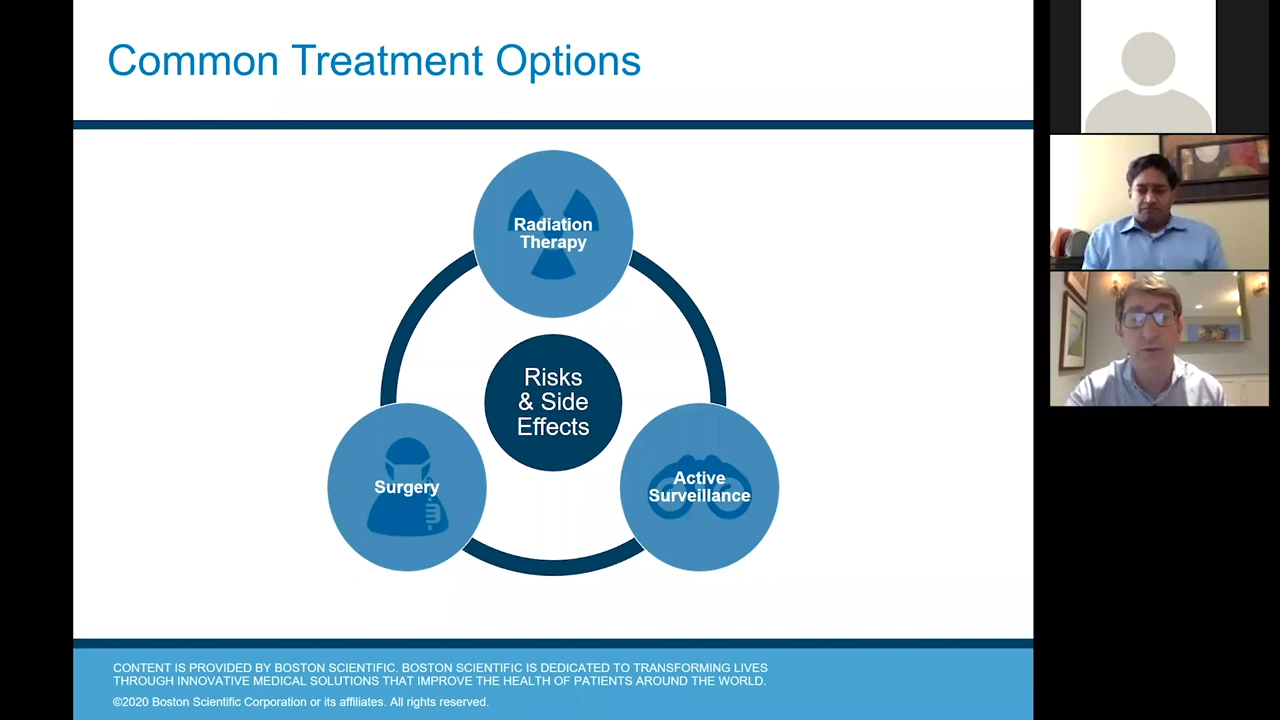 Common Treatment Options
Radiation
Therapy
Risks
& Side
Effects
Surgery
Active
Surveillance
CONTENT IS PROVIDED BY BOSTON SCIENTIFIC. BOSTON SCIENTIFIC IS DEDICATED TO TRANSFORMING LIVES
THROUGH INNOVATIVE MEDICAL SOLUTIONS THAT IMPROVE THE HEALTH OF PATIENTS AROUND THE WORLD.
©2020 Boston Scientific Corporation or its affiliates. All rights reserved.